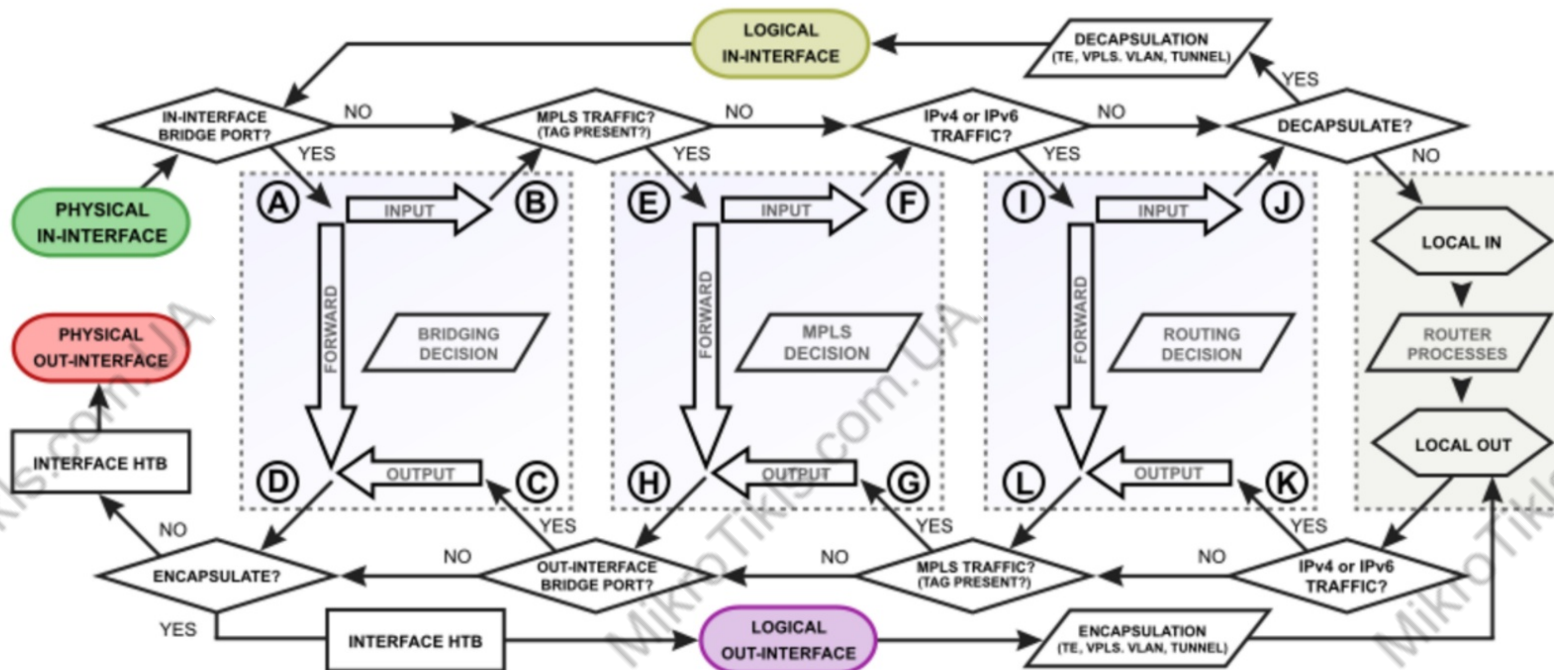 LOGICAL
IN-INTERFACE
DECAPSULATION
(TE, VPLS. VLAN, TUNNEL)
YES
IN-INTERFACE
BRIDGE PORT?
NO
MPLS TRAFFIC?
(TAG PRESENT?)
NO
IPv4 or IPv6
TRAFFIC?
NO
DECAPSULATE?
YES
YES
YES
NO
PHYSICAL
IN-INTERFACE
A
INPUT
B
E
INPUT
F
I
INPUT
J
LOCAL IN
FORWARD
BRIDGING
DECISION
FORWARD
MPLS
DECISION
FORWARD
ROUTING
DECISION
ROUTER
PROCESSES
PHYSICAL
OUT-INTERFACE
INTERFACE HTB
D
OUTPUT
C
H
OUTPUT
G
L
OUTPUT
K
LOCAL OUT
NO
YES
YES
YES
ENCAPSULATE?
NO
OUT-INTERFACE
BRIDGE PORT?
NO
MPLS TRAFFIC?
(TAG PRESENT?)
NO
IPv4 or IPv6
TRAFFIC?
YES
INTERFACE HTB
LOGICAL
OUT-INTERFACE
ENCAPSULATION
(TE, VPLS. VLAN, TUNNEL)
MikroTikls.com.UA